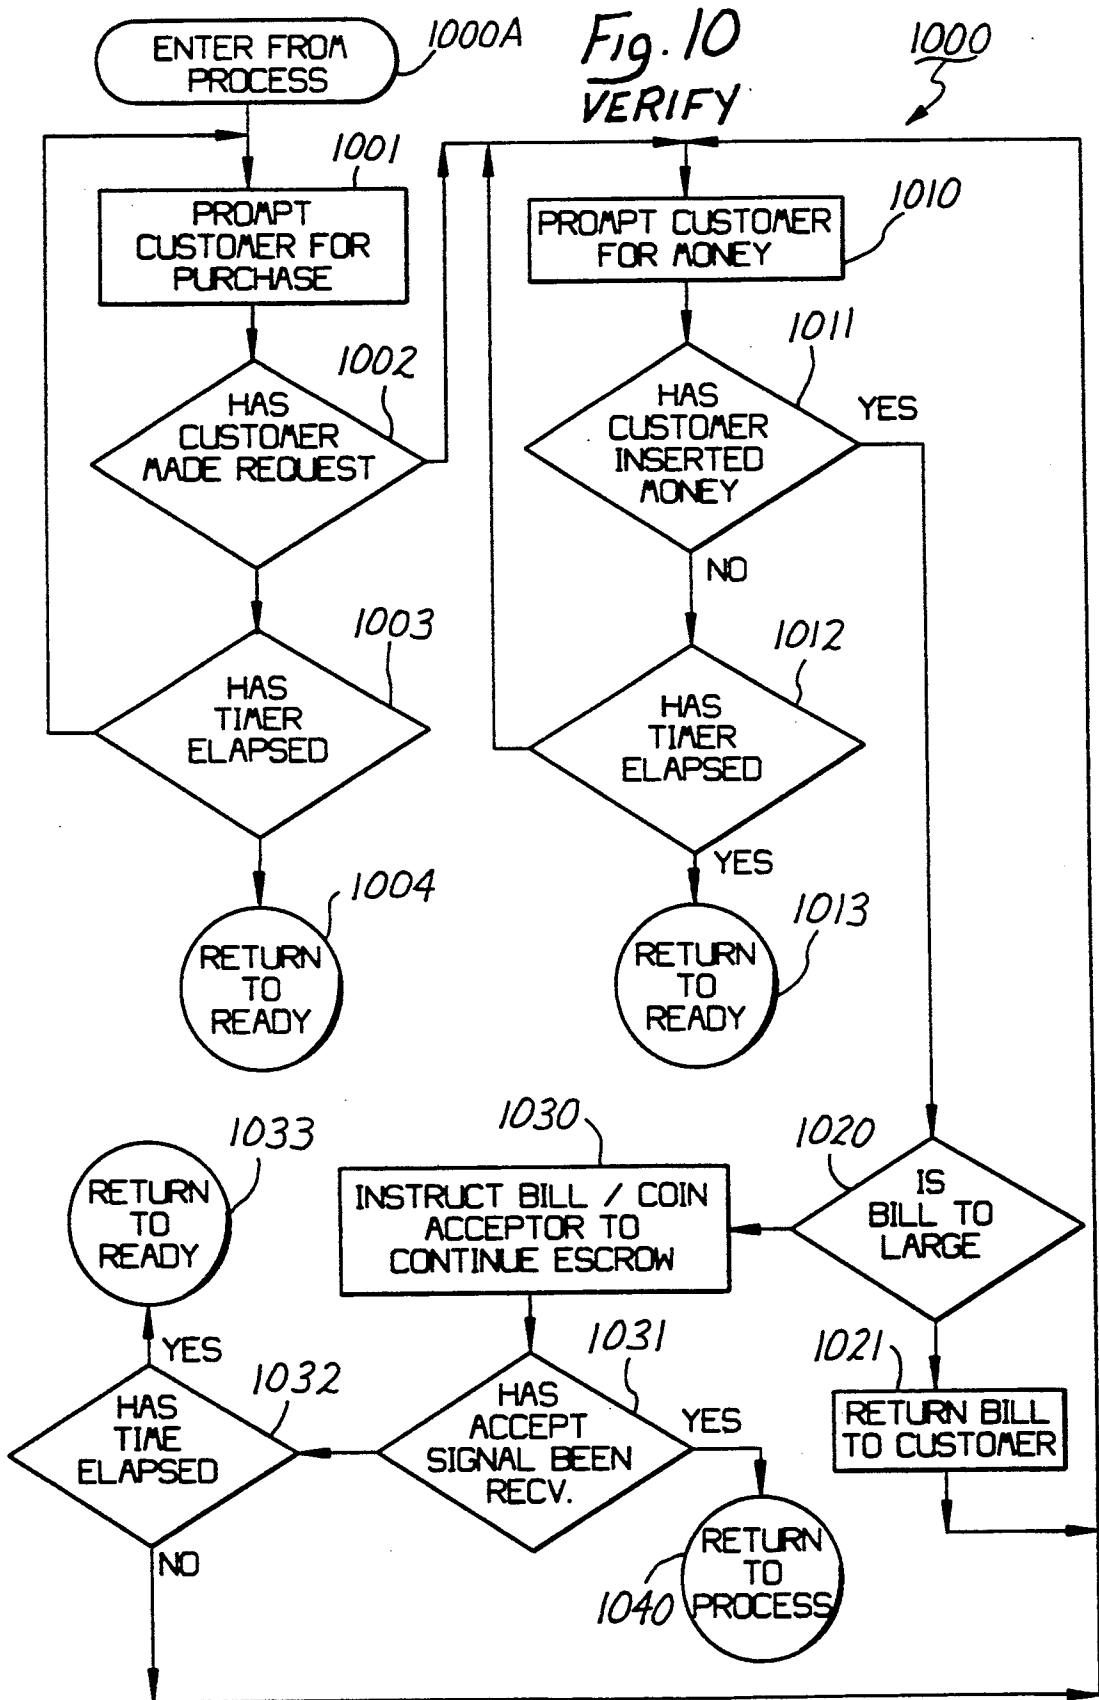 Fig. 10
VERIFY
1000
ENTER FROM
PROCESS
1000A
1001
PROMPT
CUSTOMER FOR
PURCHASE
1002
HAS
CUSTOMER
MADE REQUEST
1003
HAS
TIMER
ELAPSED
1004
RETURN
TO
READY
1010
PROMPT CUSTOMER
FOR MONEY
1011
HAS
CUSTOMER
INSERTED
MONEY
YES
NO
1012
HAS
TIMER
ELAPSED
YES
1013
RETURN
TO
READY
1020
IS
BILL TO
LARGE
1021
RETURN BILL
TO CUSTOMER
1030
INSTRUCT BILL / COIN
ACCEPTOR TO
CONTINUE ESCROW
1031
HAS
ACCEPT
SIGNAL BEEN
RECV.
YES
1040
RETURN
TO
PROCESS
1032
HAS
TIME
ELAPSED
YES
NO
1033
RETURN
TO
READY